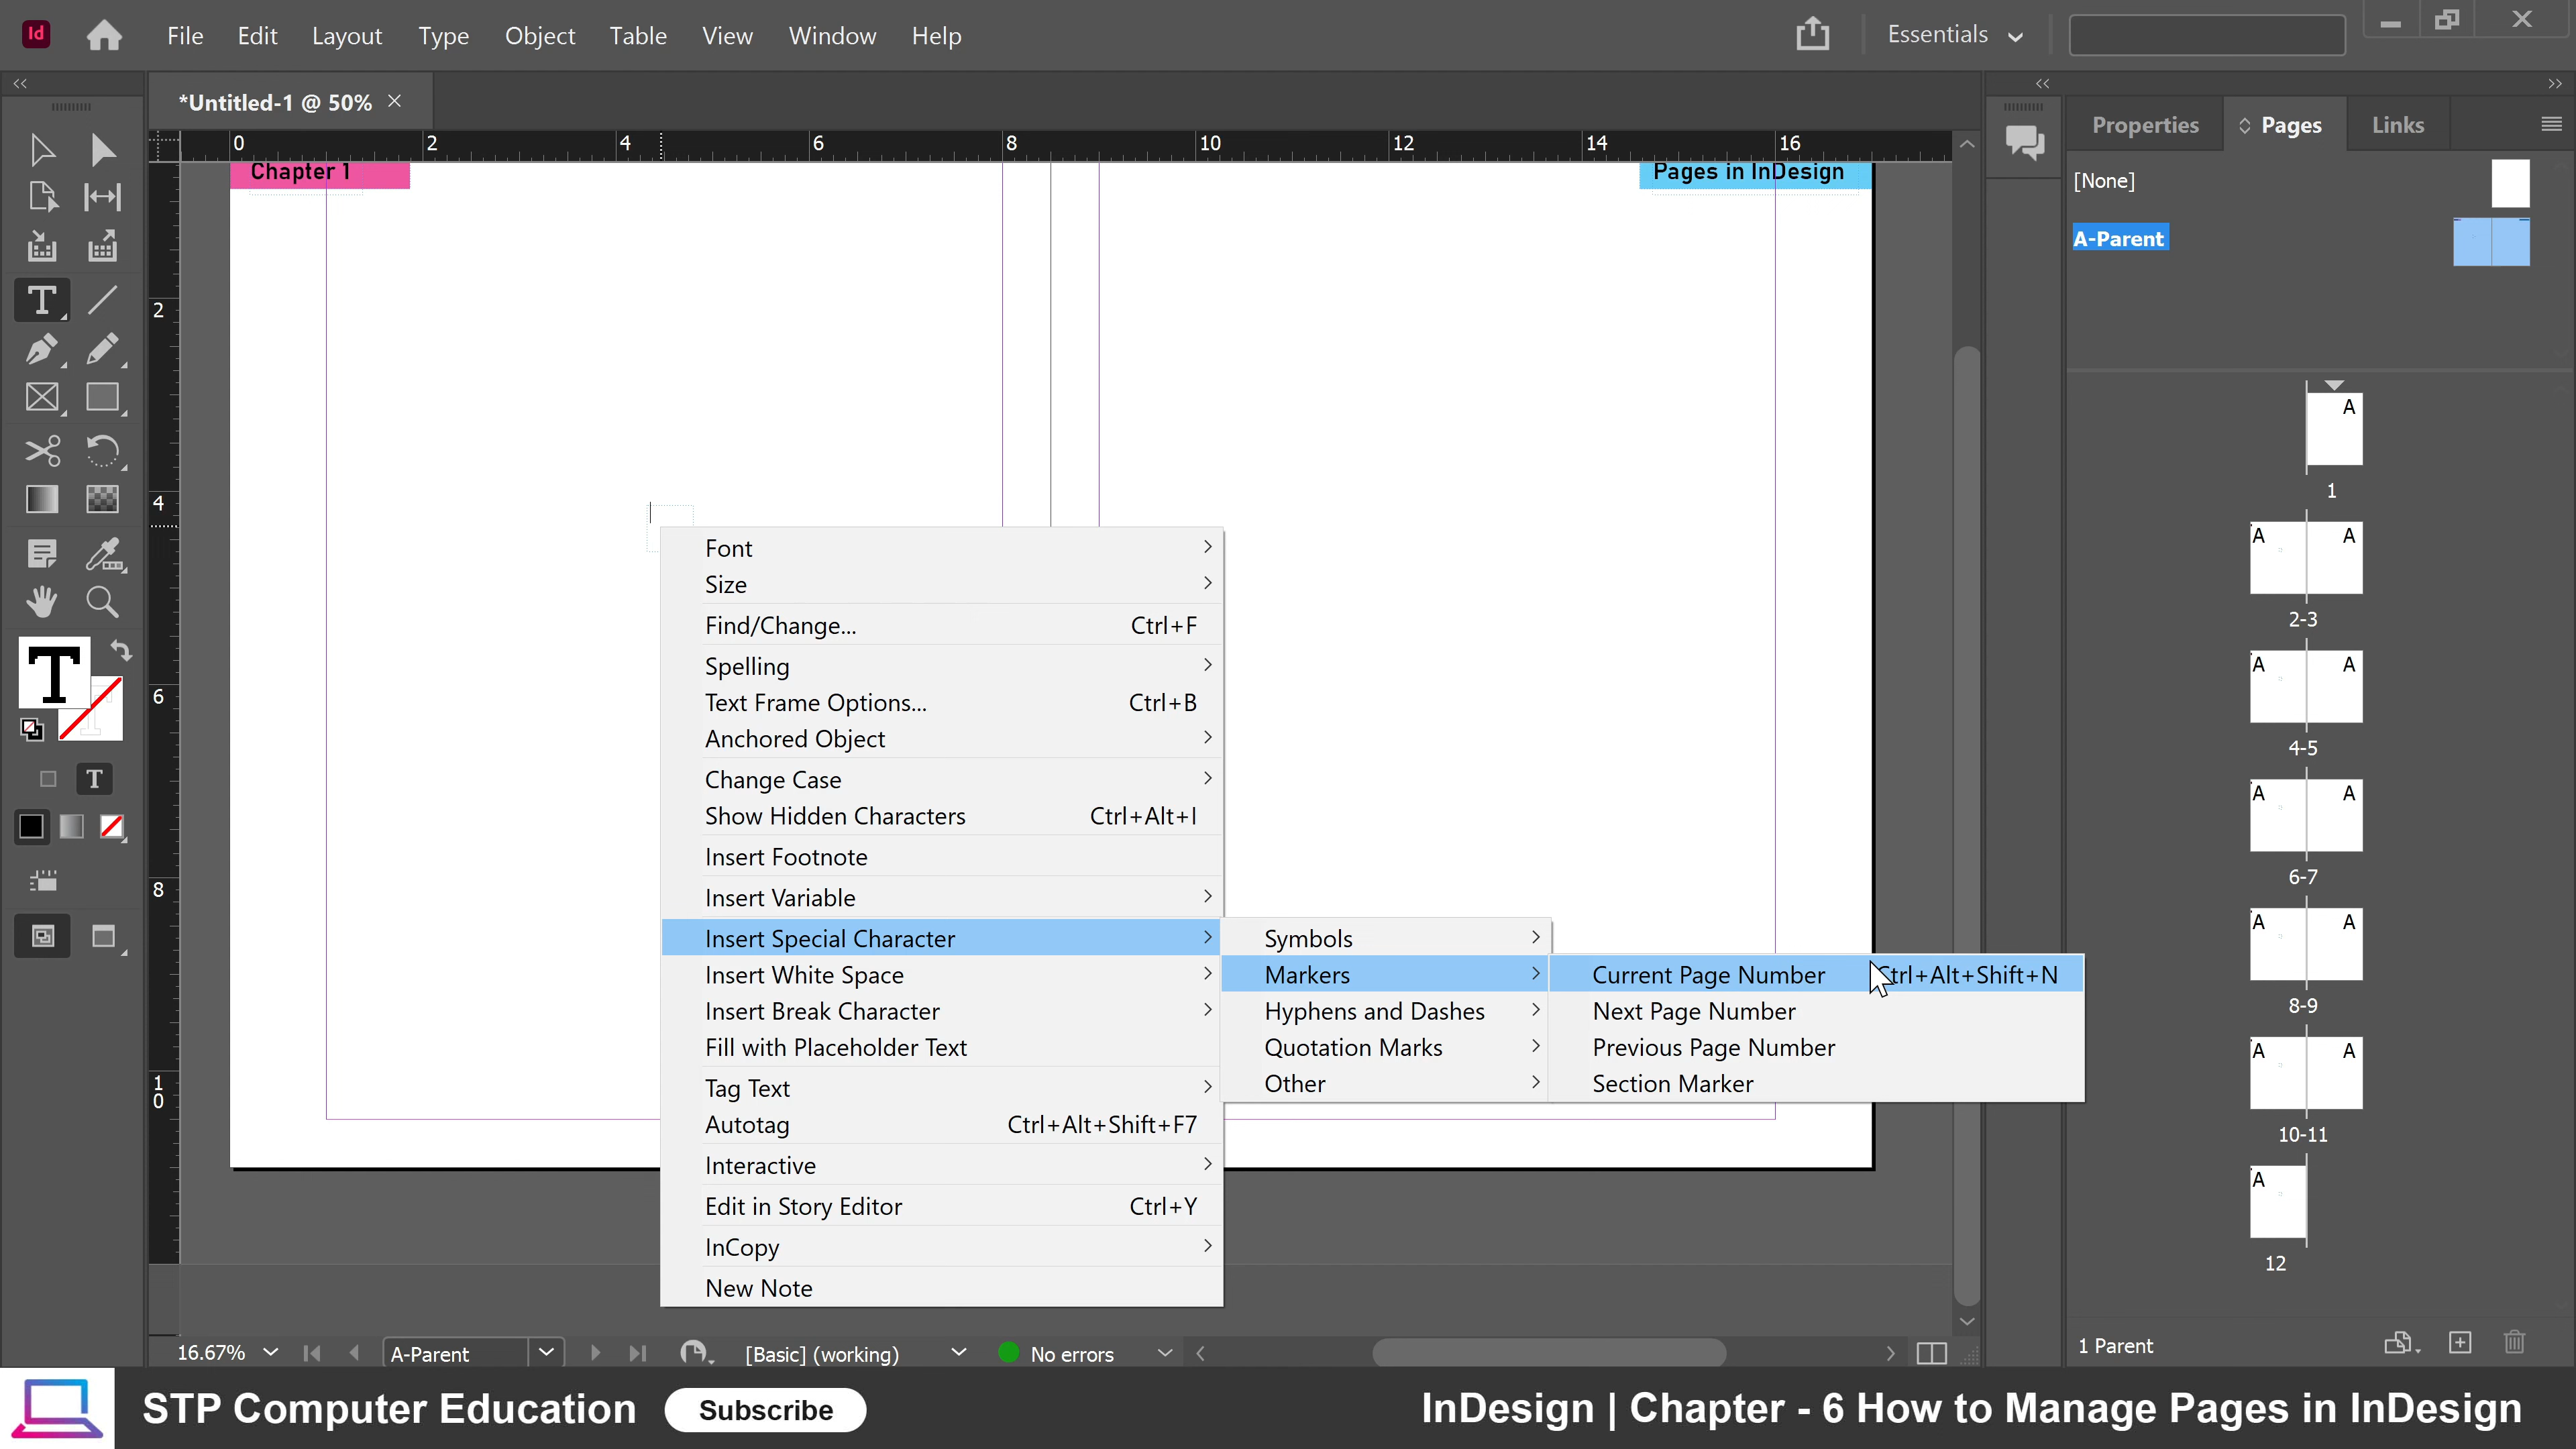 Id
File Edit Layout Type Object Table View Window Help
Essentials
*Untitled-1 @ 50%
0 2 4 6 8 10 12 14 16
Properties Pages Links
Chapter 1
Pages in InDesign
[None]
A-Parent
2
4
6
8
10
A
1
A A
2-3
A A
4-5
A A
6-7
A A
8-9
A A
10-11
A
12
T
T
T
Font
Size
Find/Change... Ctrl+F
Spelling
Text Frame Options... Ctrl+B
Anchored Object
Change Case
Show Hidden Characters Ctrl+Alt+I
Insert Footnote
Insert Variable
Insert Special Character
Insert White Space
Insert Break Character
Fill with Placeholder Text
Tag Text
Autotag Ctrl+Alt+Shift+F7
Interactive
Edit in Story Editor Ctrl+Y
InCopy
New Note
Symbols
Markers
Hyphens and Dashes
Quotation Marks
Other
Current Page Number Ctrl+Alt+Shift+N
Next Page Number
Previous Page Number
Section Marker
16.67% A-Parent [Basic] (working) No errors
1 Parent
STP Computer Education Subscribe
InDesign | Chapter - 6 How to Manage Pages in InDesign